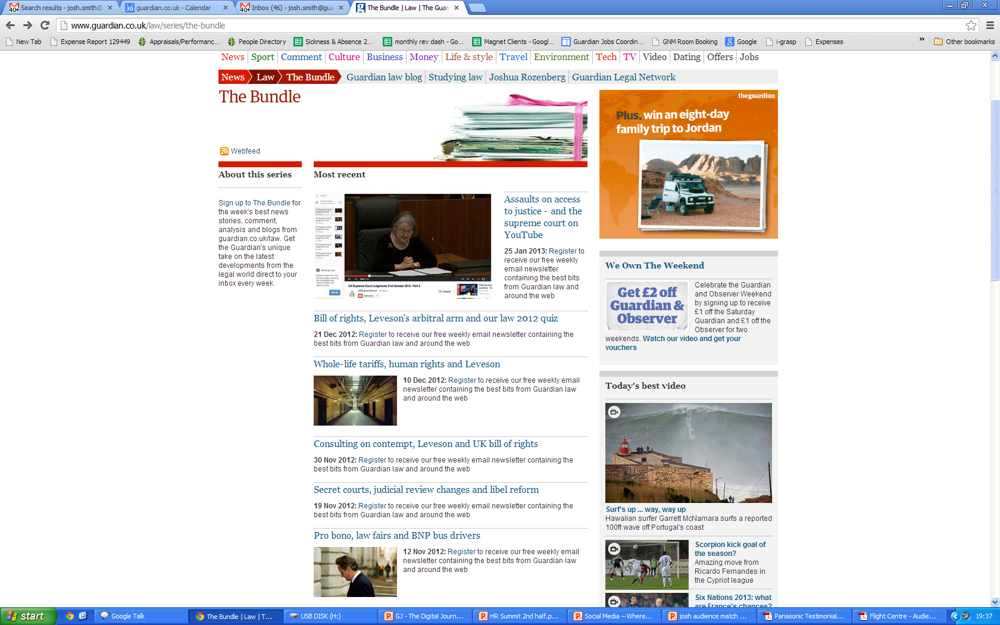 Search results - josh.smith@
guardian.co.uk - Calendar
Inbox (46) - josh.smith@gua
The Bundle | Law | The Guar
www.guardian.co.uk/law/series/the-bundle
New Tab
Expense Report 129449
Appraisals/Performanc...
People Directory
Sickness & Absence 2...
monthly rev dash - Go...
Magnet Clients - Googl...
Guardian Jobs Coordin...
GNM Room Booking
Google
i-grasp
Expenses
Other bookmarks
News Sport Comment Culture Business Money Life & style Travel Environment Tech TV Video Dating Offers Jobs
News Law The Bundle Guardian law blog Studying law Joshua Rozenberg Guardian Legal Network
The Bundle
Webfeed
About this series
Sign up to The Bundle for
the week's best news
stories, comment,
analysis and blogs from
guardian.co.uk/law. Get
the Guardian's unique
take on the latest
developments from the
legal world direct to your
inbox every week.
Most recent
UK Supreme Court Judgments 31st October 2012 - Part 2
UKSupremeCourt
13 views
Assaults on access
to justice - and the
supreme court on
YouTube
25 Jan 2013: Register to
receive our free weekly
email newsletter
containing the best bits
from Guardian law and
around the web
Bill of rights, Leveson's arbitral arm and our law 2012 quiz
21 Dec 2012: Register to receive our free weekly email newsletter containing the
best bits from Guardian law and around the web
Whole-life tariffs, human rights and Leveson
10 Dec 2012: Register to receive our free weekly email
newsletter containing the best bits from Guardian law
and around the web
Consulting on contempt, Leveson and UK bill of rights
30 Nov 2012: Register to receive our free weekly email newsletter containing the
best bits from Guardian law and around the web
Secret courts, judicial review changes and libel reform
19 Nov 2012: Register to receive our free weekly email newsletter containing the
best bits from Guardian law and around the web
Pro bono, law fairs and BNP bus drivers
12 Nov 2012: Register to receive our free weekly email
newsletter containing the best bits from Guardian law
and around the web
theguardian
Plus, win an eight-day
family trip to Jordan
We Own The Weekend
Get £2 off
Guardian &
Observer
Celebrate the Guardian
and Observer Weekend
by signing up to receive
£1 off the Saturday
Guardian and £1 off the
Observer for two
weekends. Watch our video and get your
vouchers
Today's best video
Surf's up ... way, way up
Hawaiian surfer Garrett McNamara surfs a reported
100ft wave off Portugal's coast
Scorpion kick goal of
the season?
Amazing move from
Ricardo Fernandes in
the Cypriot league
Six Nations 2013: what
are France's chances?
start
Google Talk
The Bundle | Law | T...
USB DISK (H:)
GJ - The Digital Journ...
HR Summit 2nd half.p...
Social Media – Where...
josh audience match ...
Panasonic Testimonial...
Flight Centre - Audie...
19:37